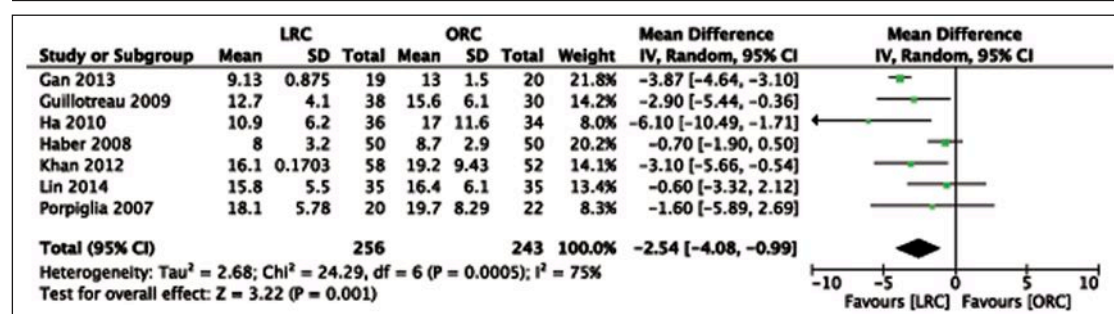 LRC ORC Mean Difference Mean Difference
Study or Subgroup Mean SD Total Mean SD Total Weight IV, Random, 95% CI IV, Random, 95% CI
Gan 2013 9.13 0.875 19 13 1.5 20 21.8% −3.87 [−4.64, −3.10]
Guillotreau 2009 12.7 4.1 38 15.6 6.1 30 14.2% −2.90 [−5.44, −0.36]
Ha 2010 10.9 6.2 36 17 11.6 34 8.0% −6.10 [−10.49, −1.71]
Haber 2008 8 3.2 50 8.7 2.9 50 20.2% −0.70 [−1.90, 0.50]
Khan 2012 16.1 0.1703 58 19.2 9.43 52 14.1% −3.10 [−5.66, −0.54]
Lin 2014 15.8 5.5 35 16.4 6.1 35 13.4% −0.60 [−3.32, 2.12]
Porpiglia 2007 18.1 5.78 20 19.7 8.29 22 8.3% −1.60 [−5.89, 2.69]
Total (95% CI) 256 243 100.0% −2.54 [−4.08, −0.99]
Heterogeneity: Tau² = 2.68; Chi² = 24.29, df = 6 (P = 0.0005); I² = 75%
Test for overall effect: Z = 3.22 (P = 0.001)
−10 −5 0 5 10
Favours [LRC] Favours [ORC]